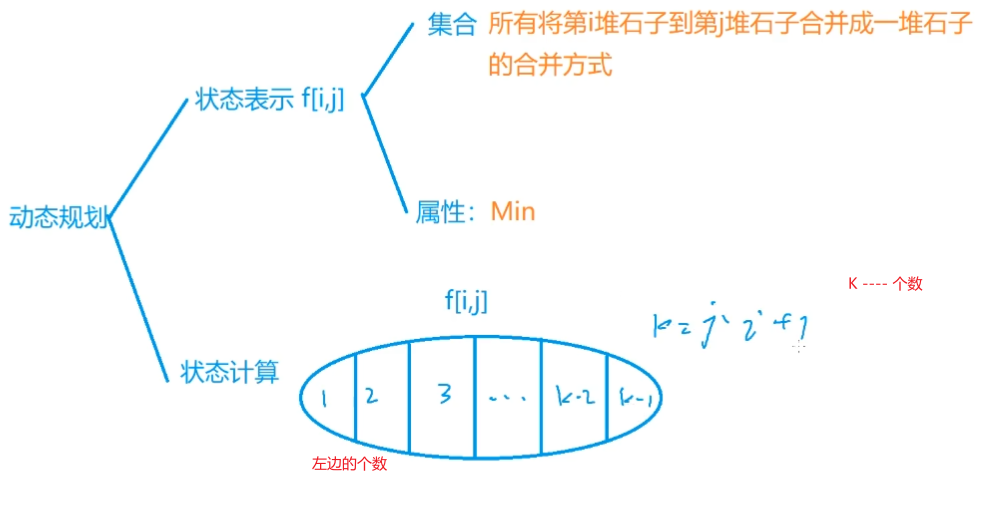 集合 所有将第i堆石子到第j堆石子合并成一堆石子
的合并方式
状态表示 f[i,j]
动态规划
属性：Min
K ---- 个数
f[i,j]
k = j - i + 1
状态计算
1 2 3 ... k-2 k-1
左边的个数